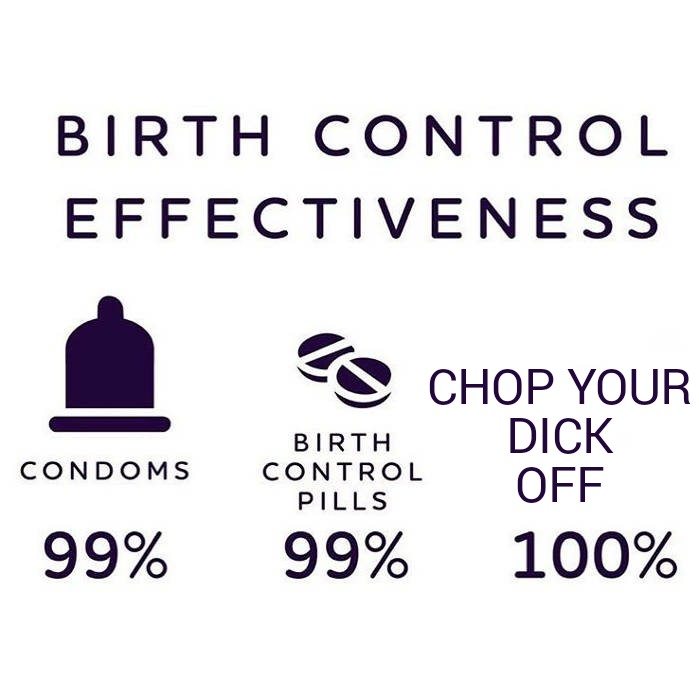 BIRTH CONTROL
EFFECTIVENESS
CONDOMS
99%
BIRTH
CONTROL
PILLS
99%
CHOP YOUR
DICK
OFF
100%